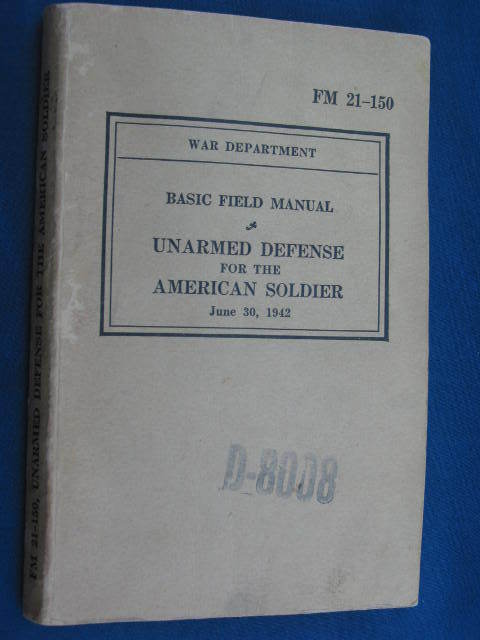 FM 21-150
WAR DEPARTMENT
BASIC FIELD MANUAL
UNARMED DEFENSE
FOR THE
AMERICAN SOLDIER
June 30, 1942
D-8008
FM 21-150, UNARMED DEFENSE FOR THE AMERICAN SOLDIER